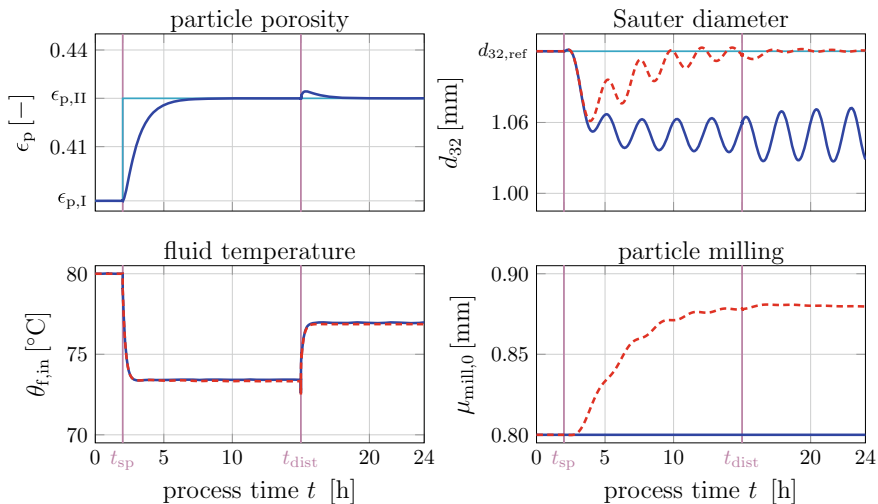 particle porosity
0.44
ϵp,II
0.41
ϵp,I
ϵp [−]
Sauter diameter
d32,ref
1.06
1.00
d32 [mm]
fluid temperature
80
70
θf,in [°C]
0 tsp 5 10 tdist 20 24
process time t [h]
particle milling
0.90
0.85
0.80
μmill,0 [mm]
0 tsp 5 10 tdist 20 24
process time t [h]